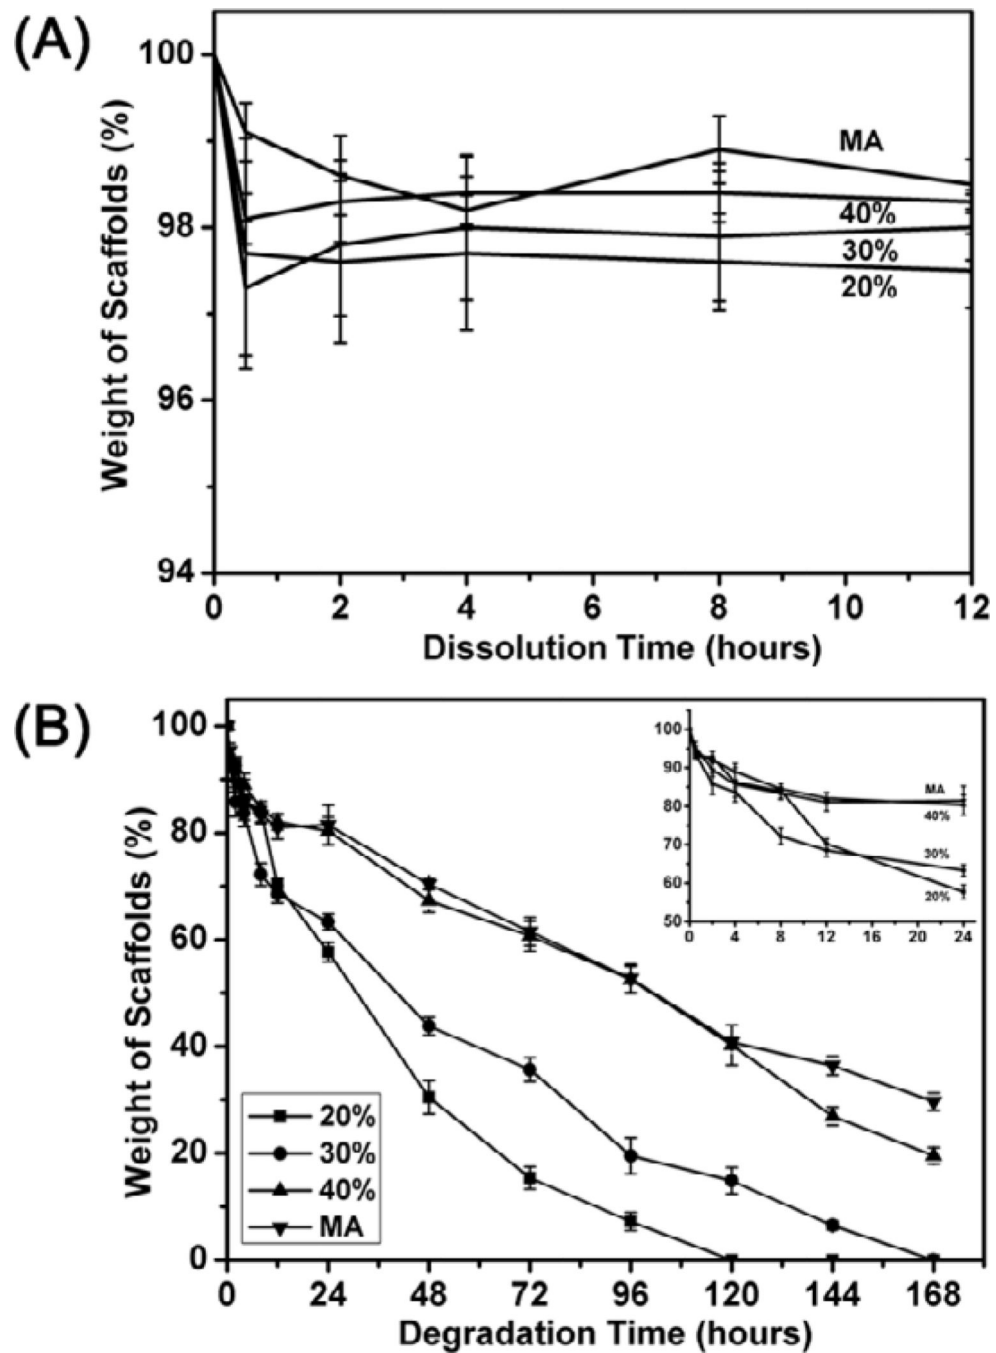 (A)
Weight of Scaffolds (%)
100
98
96
94
MA
40%
30%
20%
0 2 4 6 8 10 12
Dissolution Time (hours)
(B)
Weight of Scaffolds (%)
100
80
60
40
20
0
100
90
80
70
60
50
MA
40%
30%
20%
0 4 8 12 16 20 24
20%
30%
40%
MA
0 24 48 72 96 120 144 168
Degradation Time (hours)